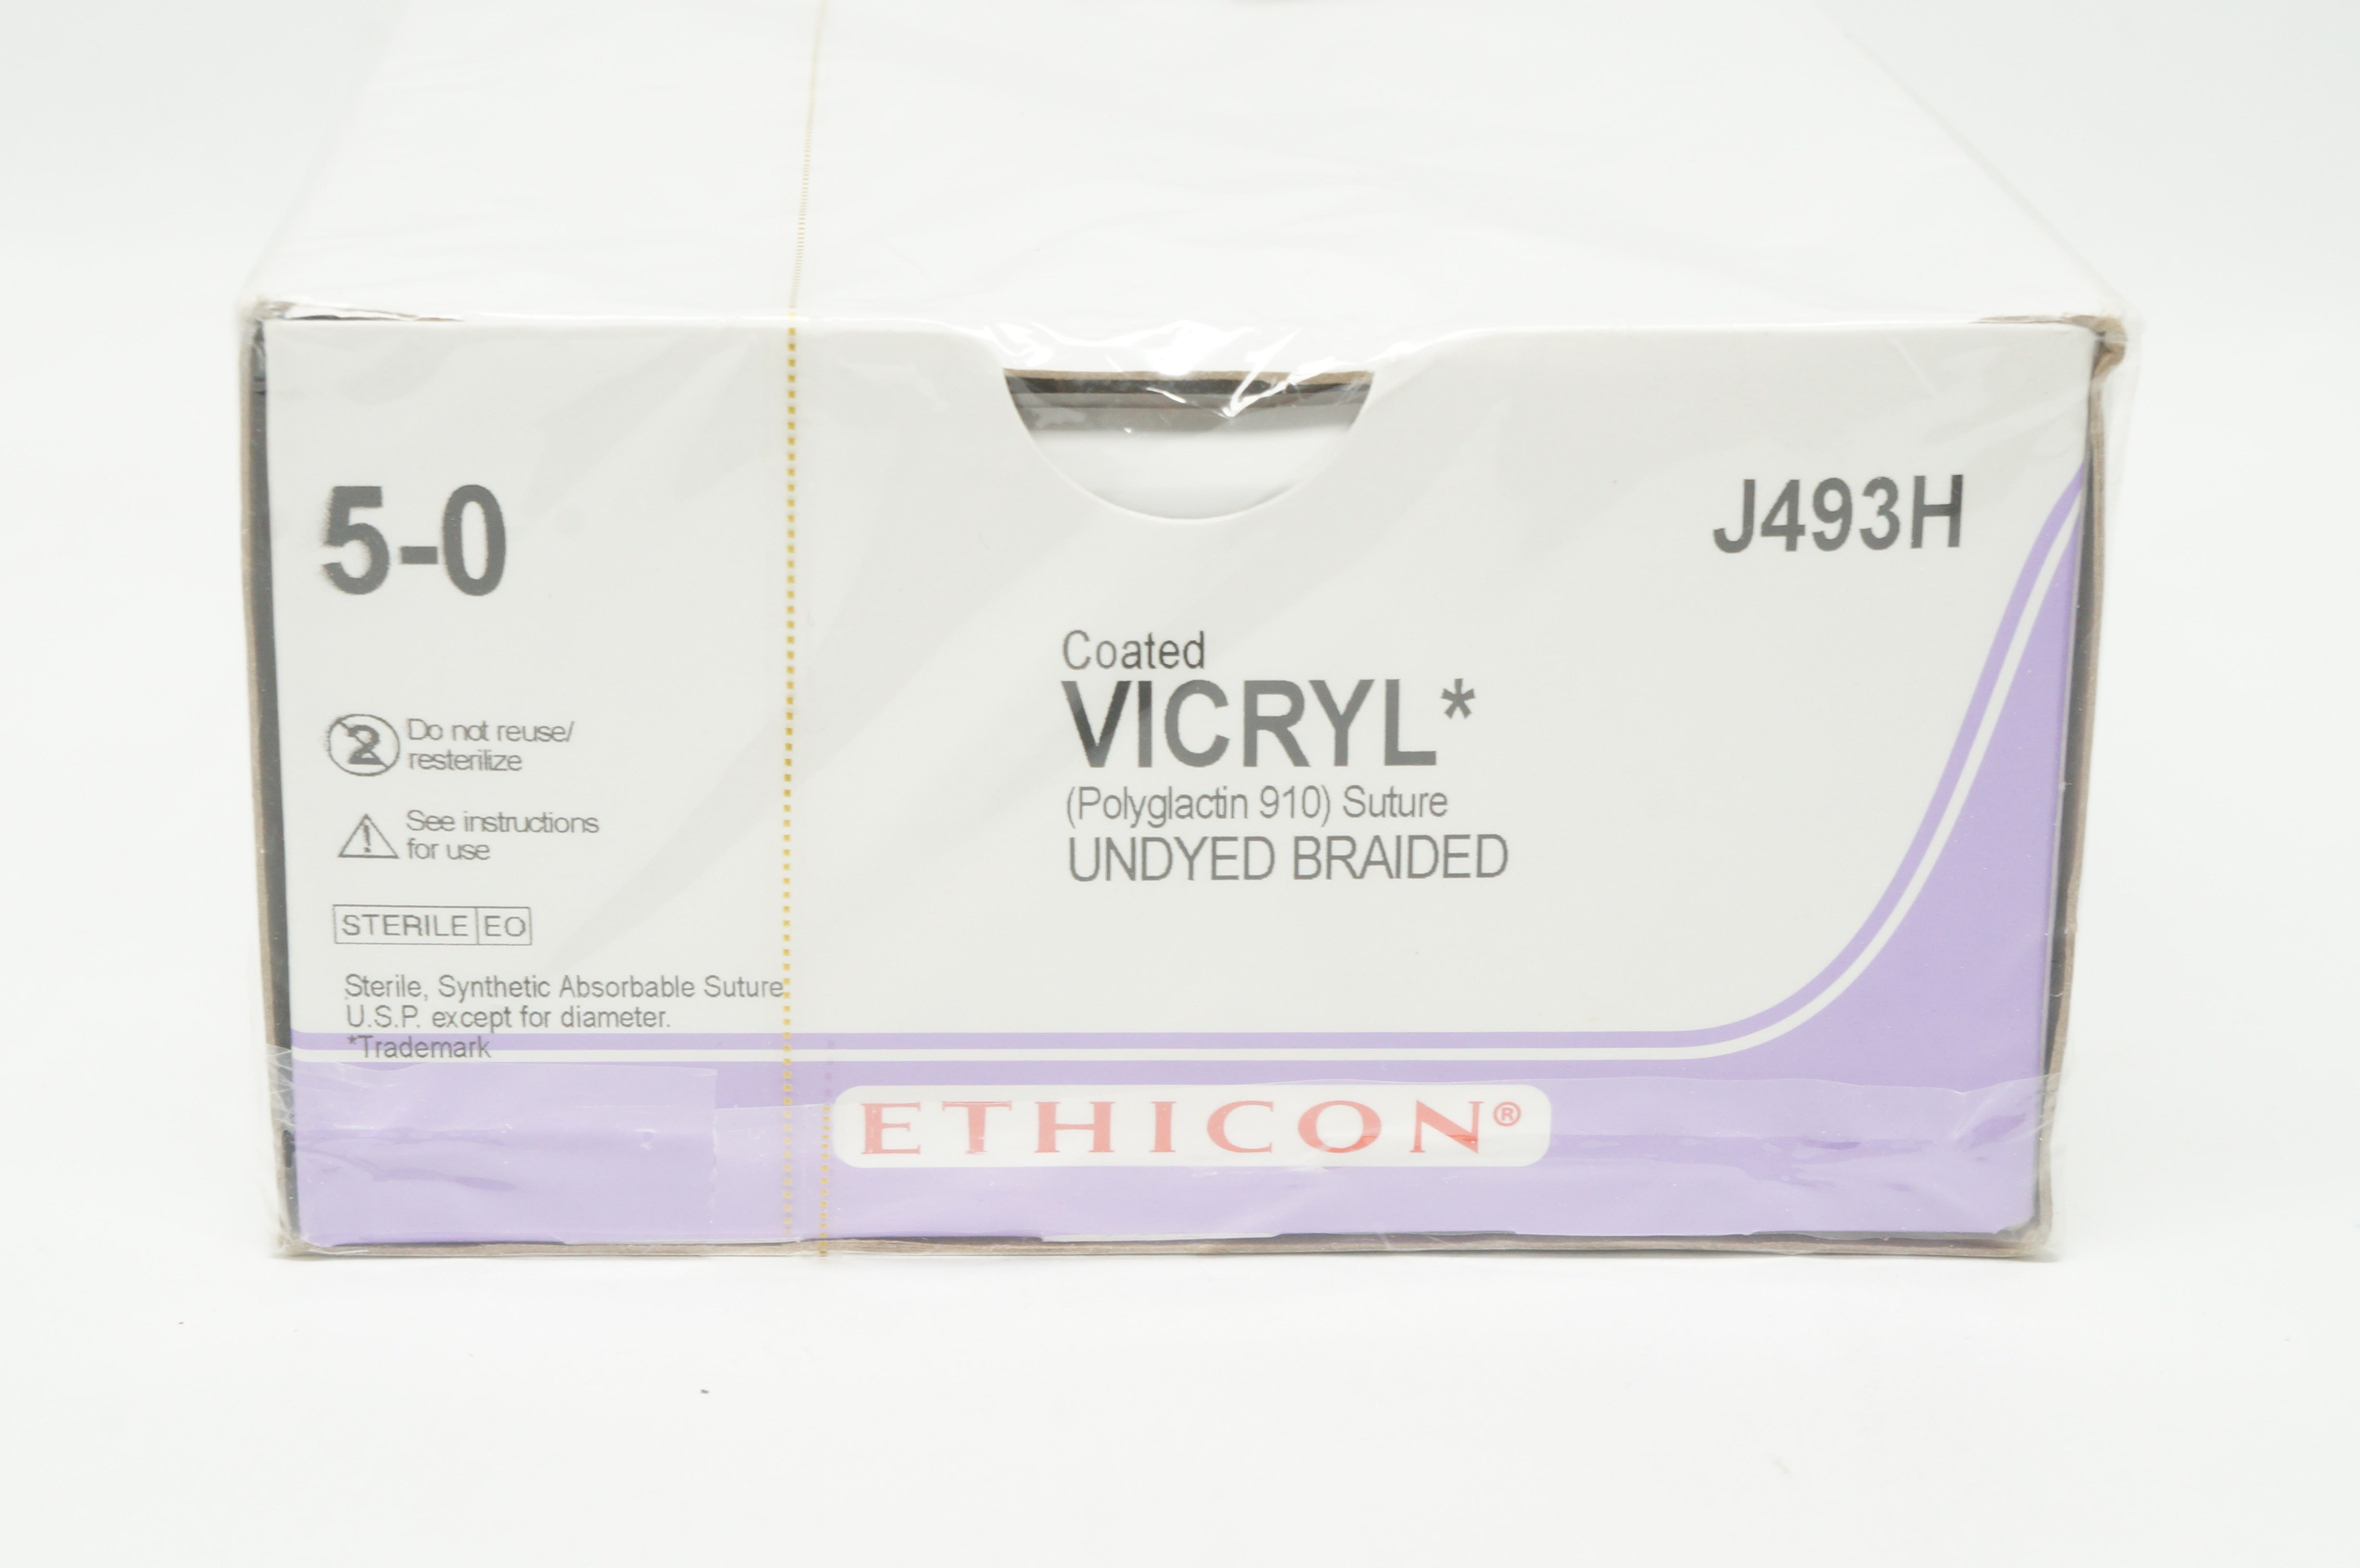 5-0
J493H
Coated
VICRYL*
(Polyglactin 910) Suture
UNDYED BRAIDED
2 Do not reuse/
resterilize
! See instructions
for use
STERILE EO
Sterile, Synthetic Absorbable Suture
U.S.P. except for diameter.
*Trademark
ETHICON®